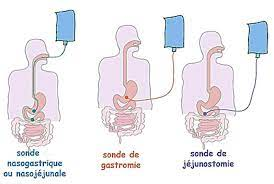 sonde
nasogastrique
ou nasojéjunale
sonde de
gastromie
sonde de
jéjunostomie